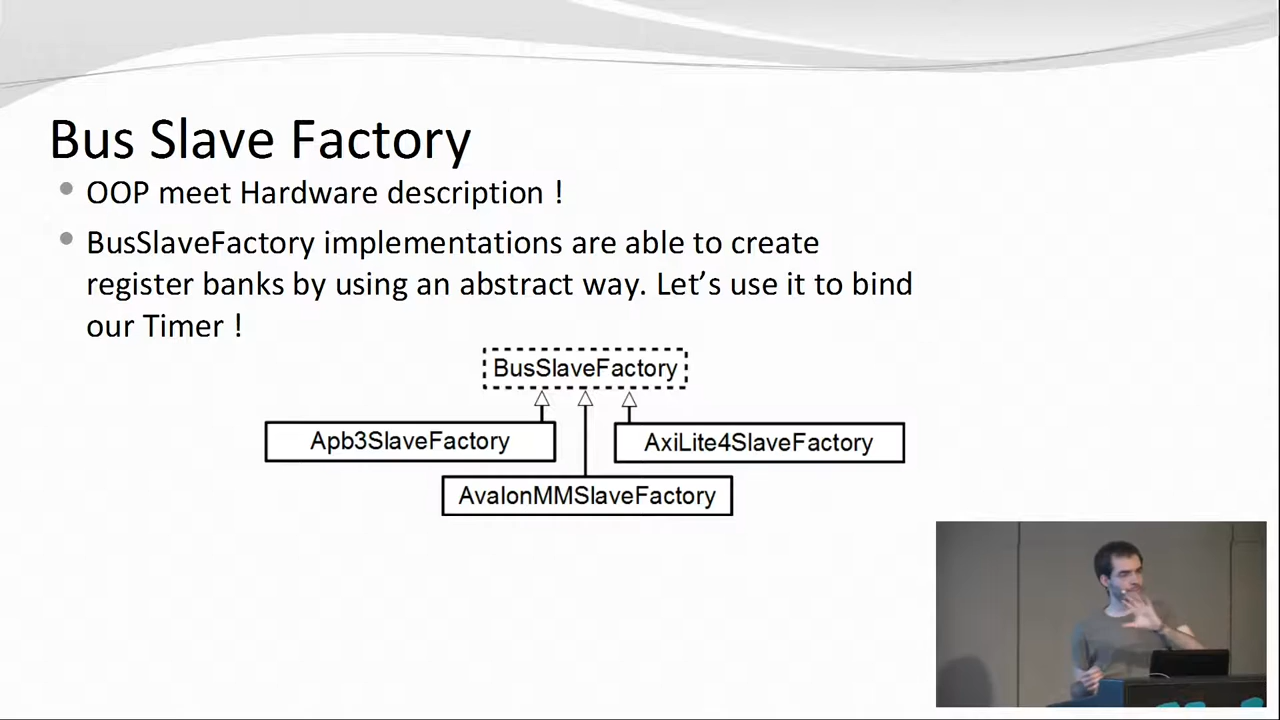 Bus Slave Factory
OOP meet Hardware description !
BusSlaveFactory implementations are able to create
register banks by using an abstract way. Let’s use it to bind
our Timer !
BusSlaveFactory
Apb3SlaveFactory
AxiLite4SlaveFactory
AvalonMMSlaveFactory